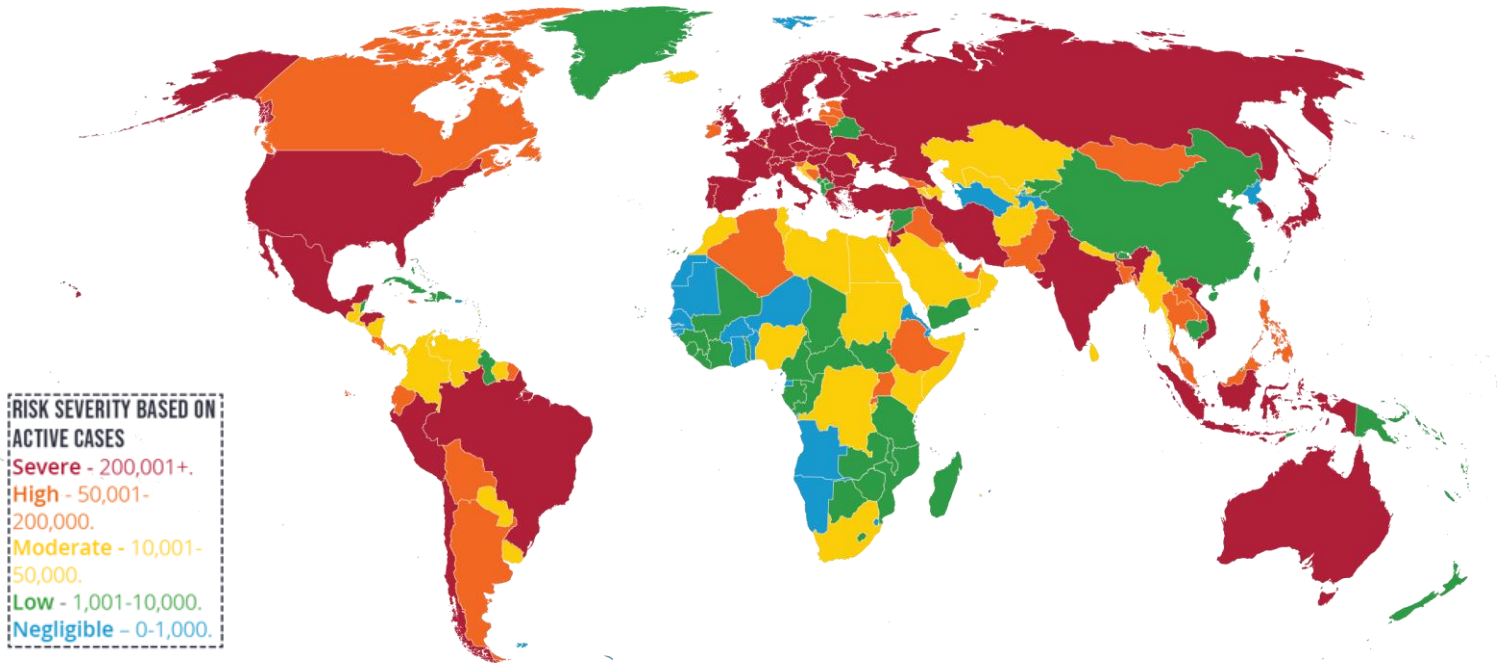 RISK SEVERITY BASED ON
ACTIVE CASES
Severe - 200,001+.
High - 50,001-
200,000.
Moderate - 10,001-
50,000.
Low - 1,001-10,000.
Negligible – 0-1,000.